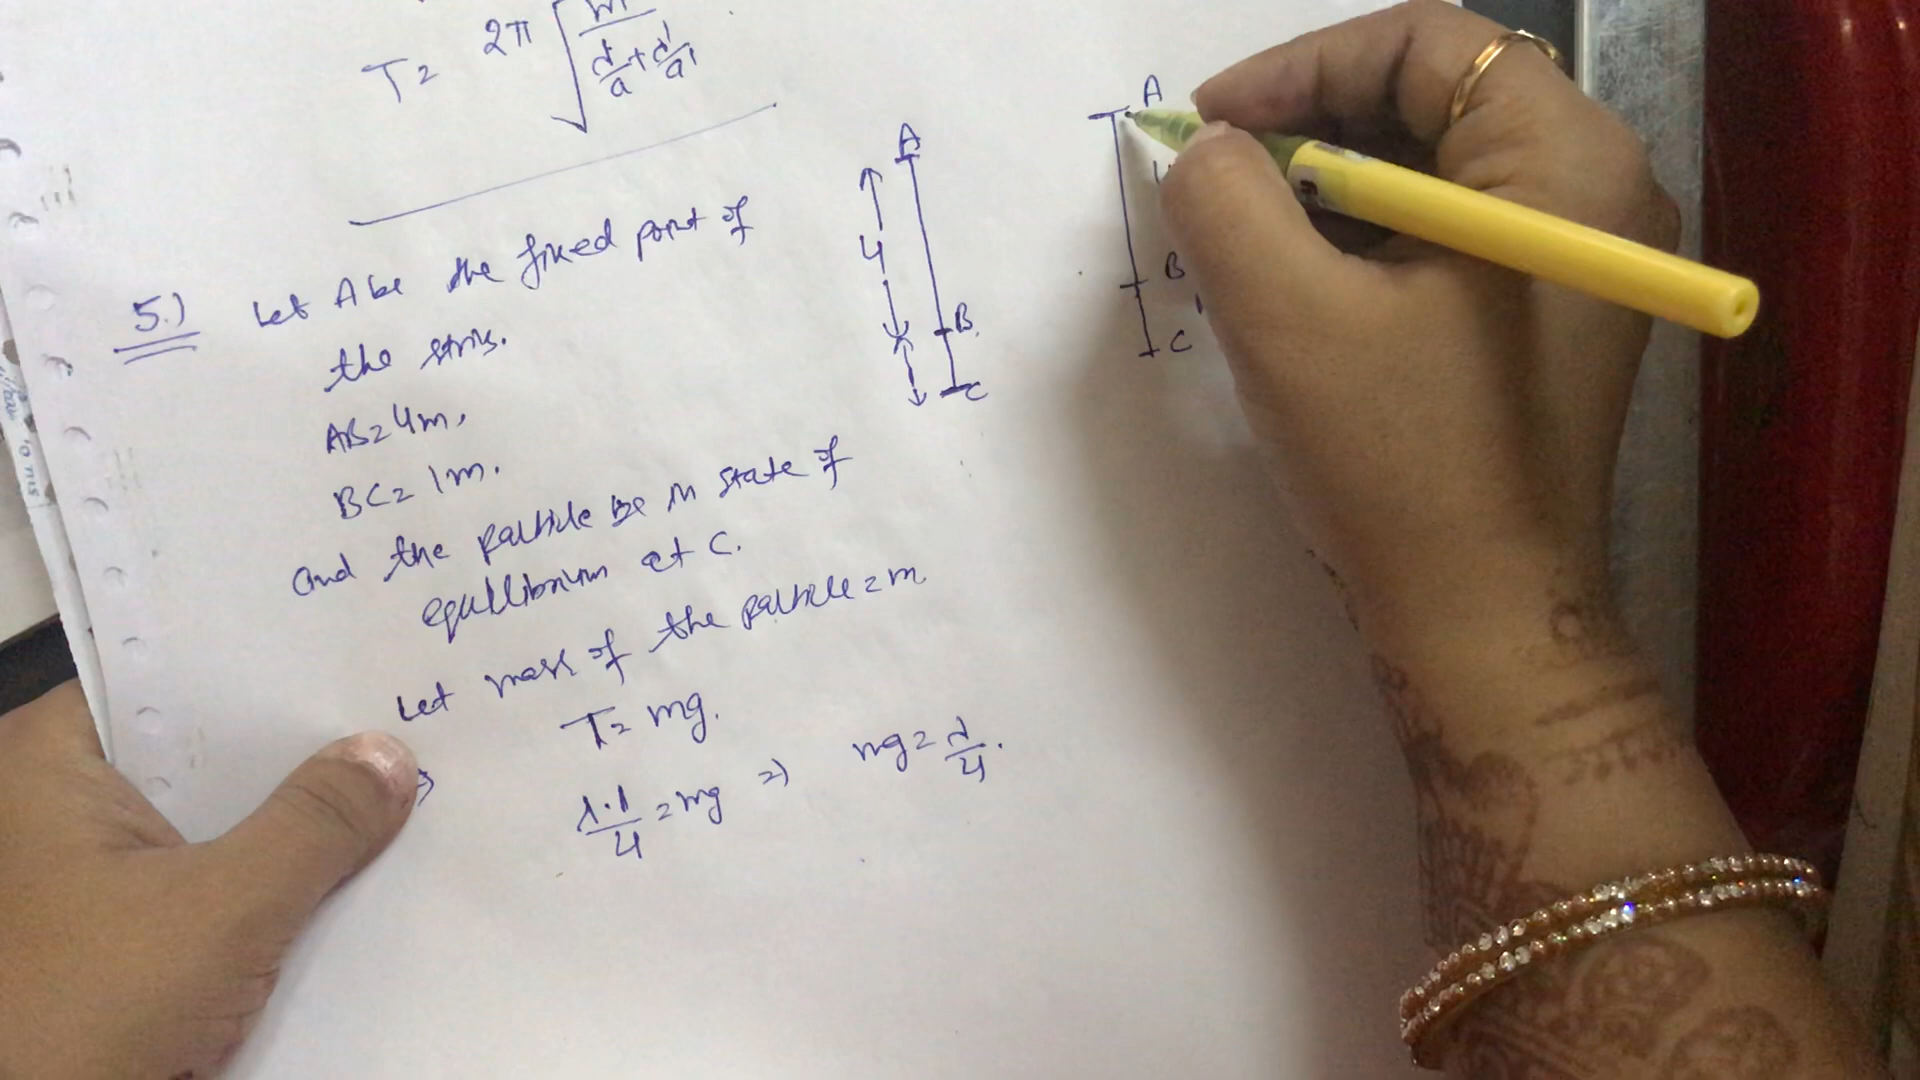 T = 2π √ m / λ/a + λ'/a'
5.) Let A be the fixed point of
the string.
AB = 4m,
BC = 1m.
and the particle be in state of
equilibrium at C.
Let mass of the particle = m
T = mg.
⇒ λ·1/4 = mg ⇒ mg = λ/4.
A
4
B.
C
A
B
C